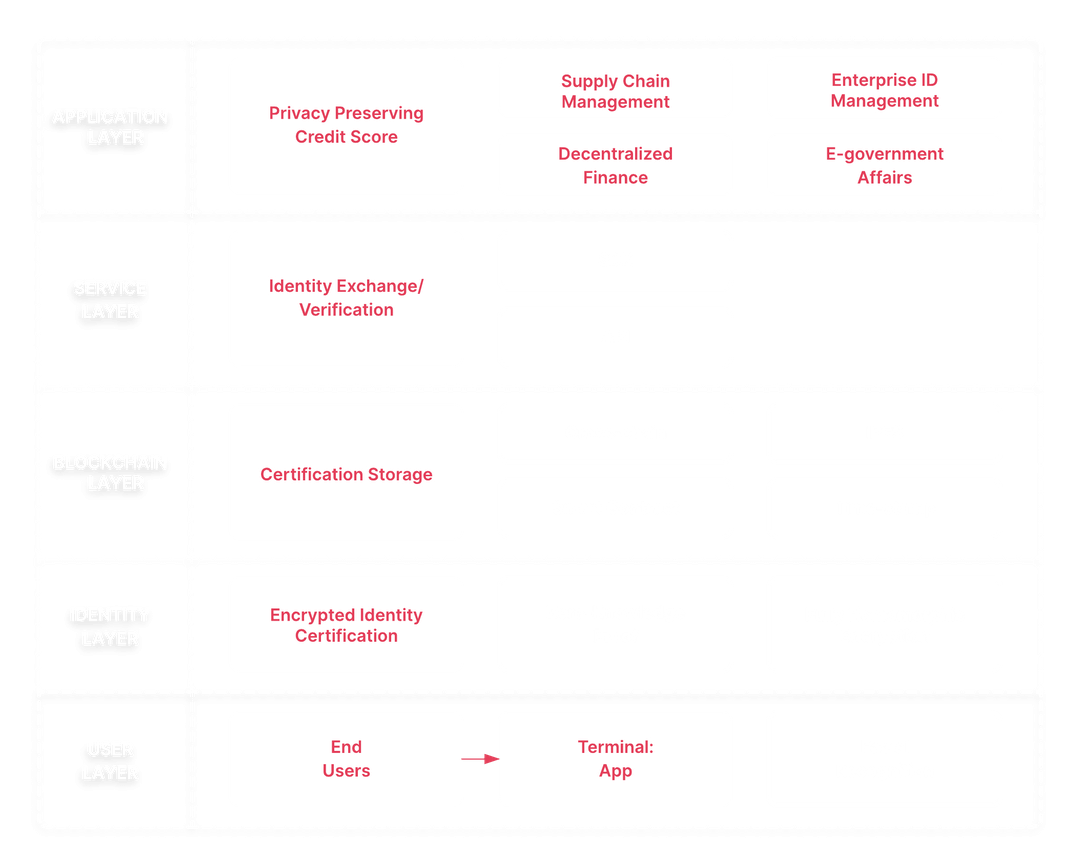 APPLICATION
LAYER
Privacy Preserving
Credit Score
Supply Chain
Management
Enterprise ID
Management
Decentralized
Finance
E-government
Affairs
SERVICE
LAYER
Identity Exchange/
Verification
BLOCKCHAIN
LAYER
Certification Storage
IDENTITY
LAYER
Encrypted Identity
Certification
USER
LAYER
End
Users
Terminal:
App